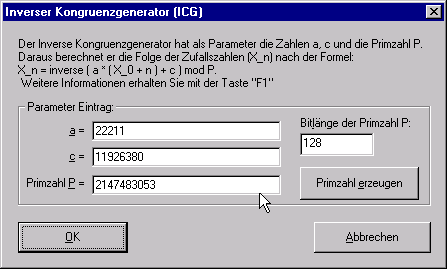 Inverser Kongruenzgenerator (ICG)
Der Inverse Kongruenzgenerator hat als Parameter die Zahlen a, c und die Primzahl P.
Daraus berechnet er die Folge der Zufallszahlen (X_n) nach der Formel:
X_n = inverse ( a * ( X_0 + n ) + c ) mod P.
Weitere Informationen erhalten Sie mit der Taste "F1"
Parameter Eintrag:
a = 22211
Bitlänge der Primzahl P:
128
c = 11926380
Primzahl P = 2147483053
Primzahl erzeugen
OK
Abbrechen